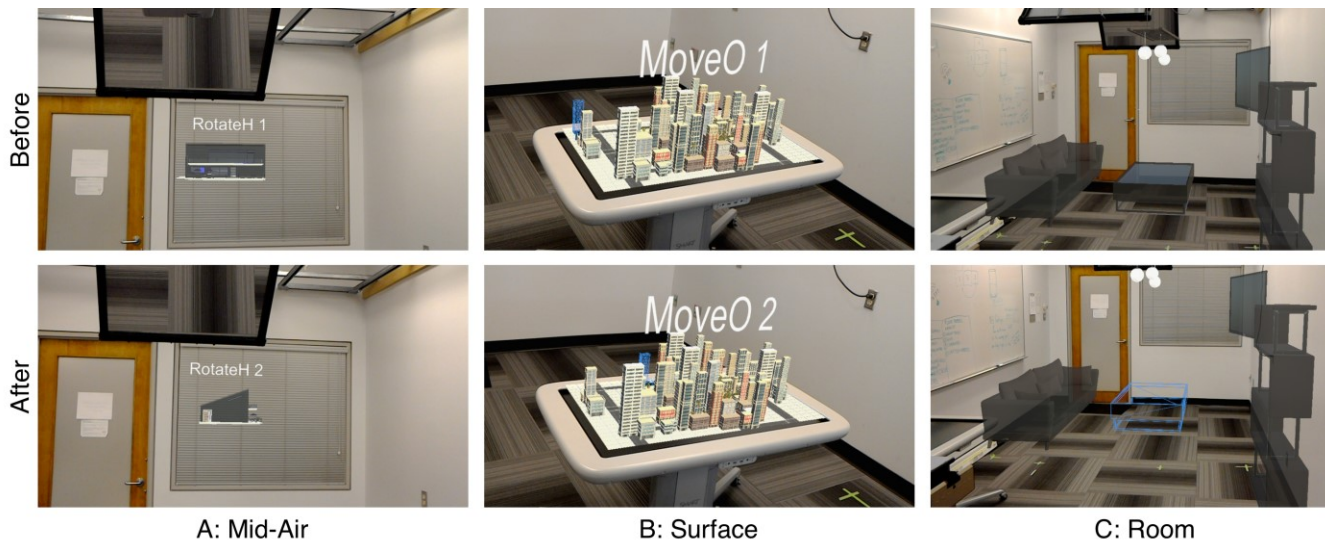 Before
RotateH 1
MoveO 1
After
RotateH 2
MoveO 2
A: Mid-Air
B: Surface
C: Room